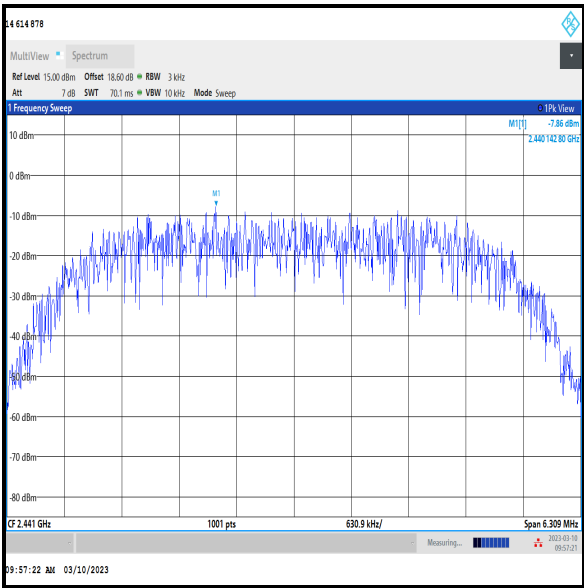 14 614 878
MultiView Spectrum
Ref Level 15.00 dBm Offset 18.60 dB RBW 3 kHz
Att 7 dB SWT 70.1 ms VBW 10 kHz Mode Sweep
1 Frequency Sweep 1Pk View
M1[1] -7.86 dBm
2.440 142 80 GHz
10 dBm
0 dBm
M1
-10 dBm
-20 dBm
-30 dBm
-40 dBm
-50 dBm
-60 dBm
-70 dBm
-80 dBm
CF 2.441 GHz 1001 pts 630.9 kHz/ Span 6.309 MHz
Measuring... 2023-03-10
09:57:21
09:57:22 AM 03/10/2023